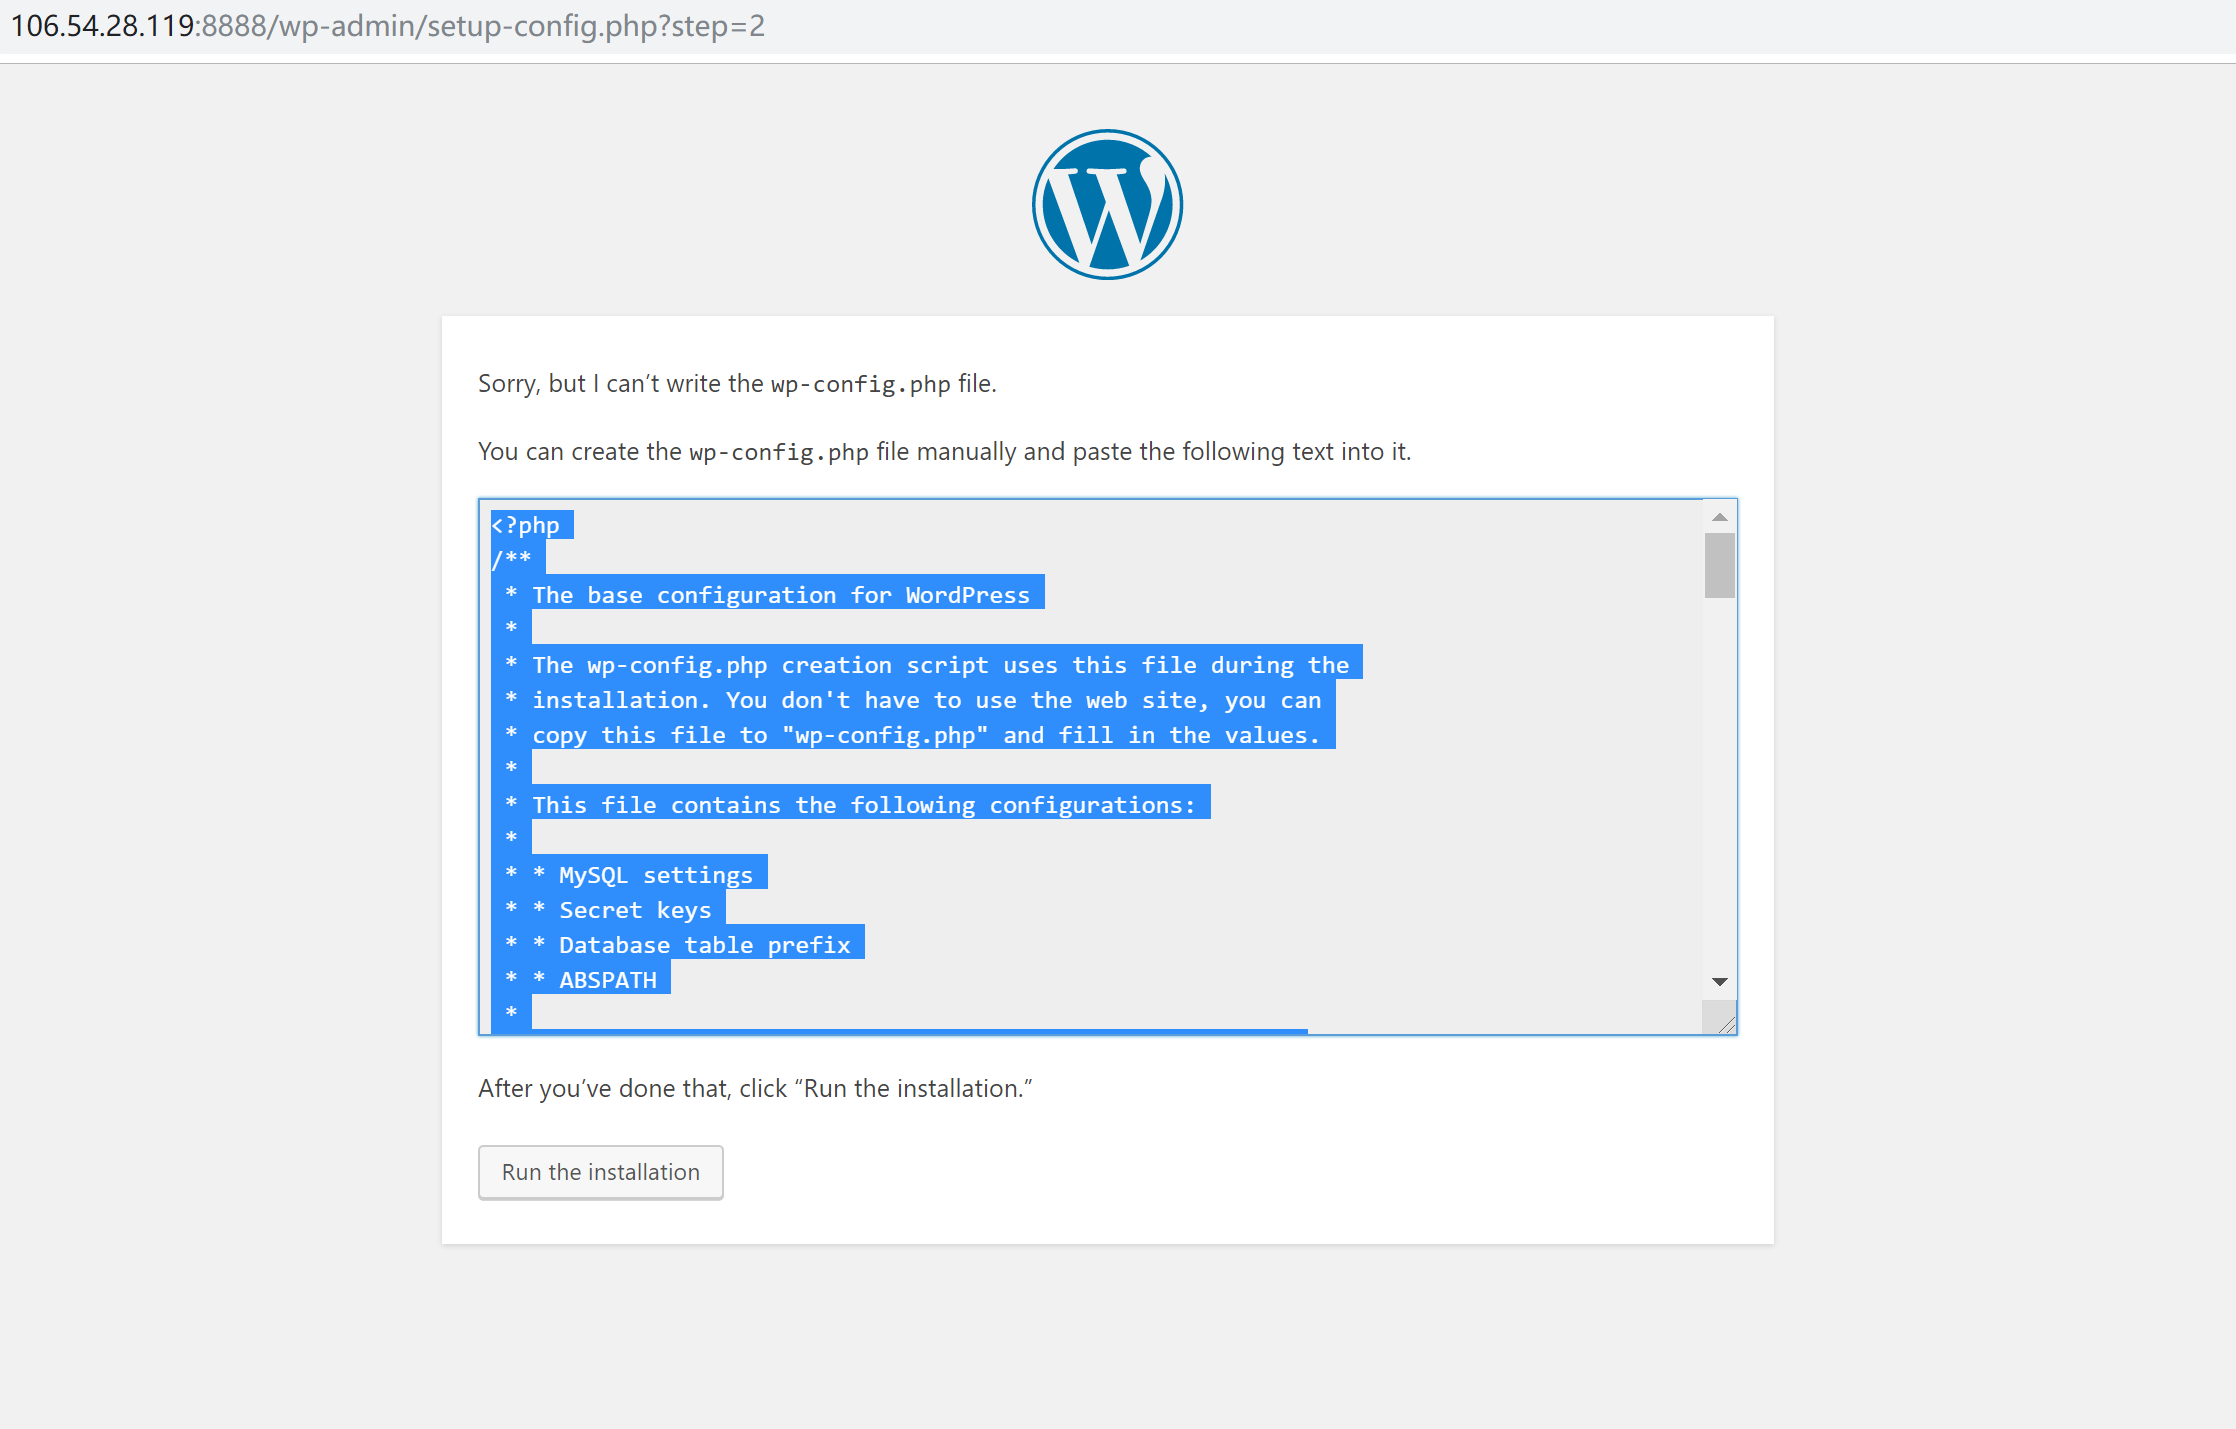 106.54.28.119:8888/wp-admin/setup-config.php?step=2
Sorry, but I can’t write the wp-config.php file.
You can create the wp-config.php file manually and paste the following text into it.
<?php
/**
 * The base configuration for WordPress
 *
 * The wp-config.php creation script uses this file during the
 * installation. You don't have to use the web site, you can
 * copy this file to "wp-config.php" and fill in the values.
 *
 * This file contains the following configurations:
 *
 * * MySQL settings
 * * Secret keys
 * * Database table prefix
 * * ABSPATH
 *
After you’ve done that, click “Run the installation.”
Run the installation